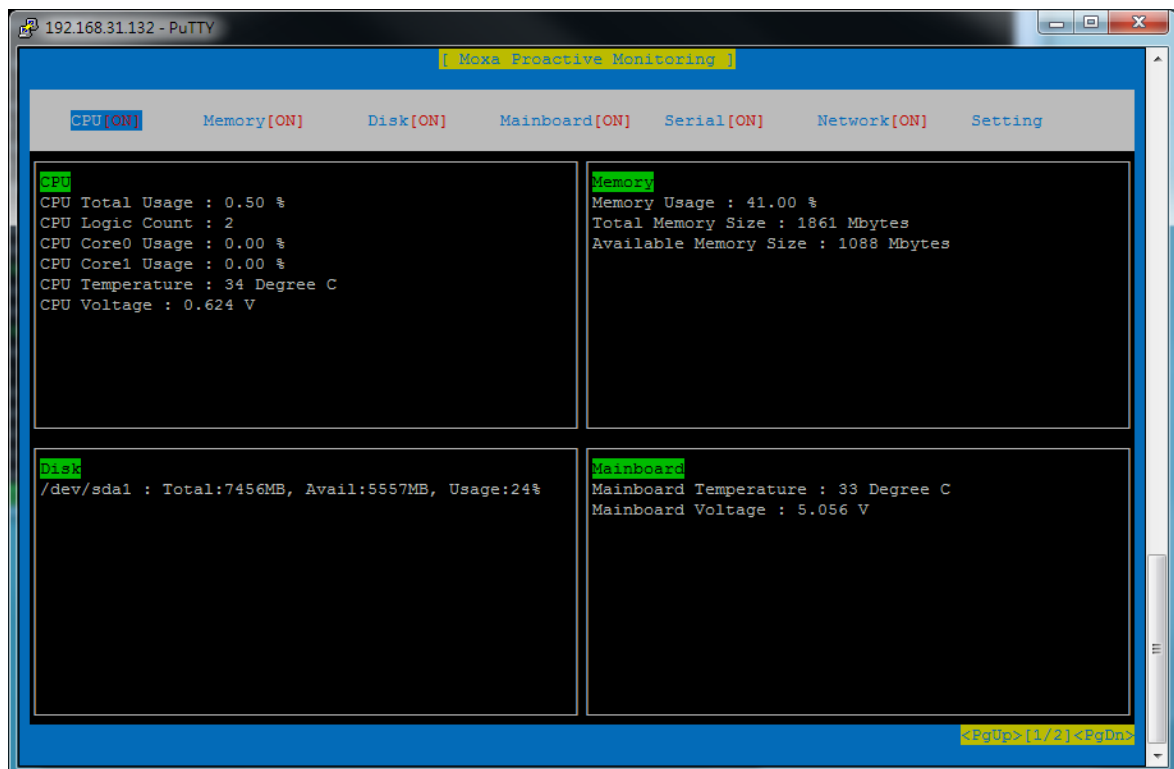 192.168.31.132 - PuTTY
[ Moxa Proactive Monitoring ]
CPU[ON] Memory[ON] Disk[ON] Mainboard[ON] Serial[ON] Network[ON] Setting
CPU
CPU Total Usage : 0.50 %
CPU Logic Count : 2
CPU Core0 Usage : 0.00 %
CPU Core1 Usage : 0.00 %
CPU Temperature : 34 Degree C
CPU Voltage : 0.624 V
Memory
Memory Usage : 41.00 %
Total Memory Size : 1861 Mbytes
Available Memory Size : 1088 Mbytes
Disk
/dev/sda1 : Total:7456MB, Avail:5557MB, Usage:24%
Mainboard
Mainboard Temperature : 33 Degree C
Mainboard Voltage : 5.056 V
<PgUp>[1/2]<PgDn>